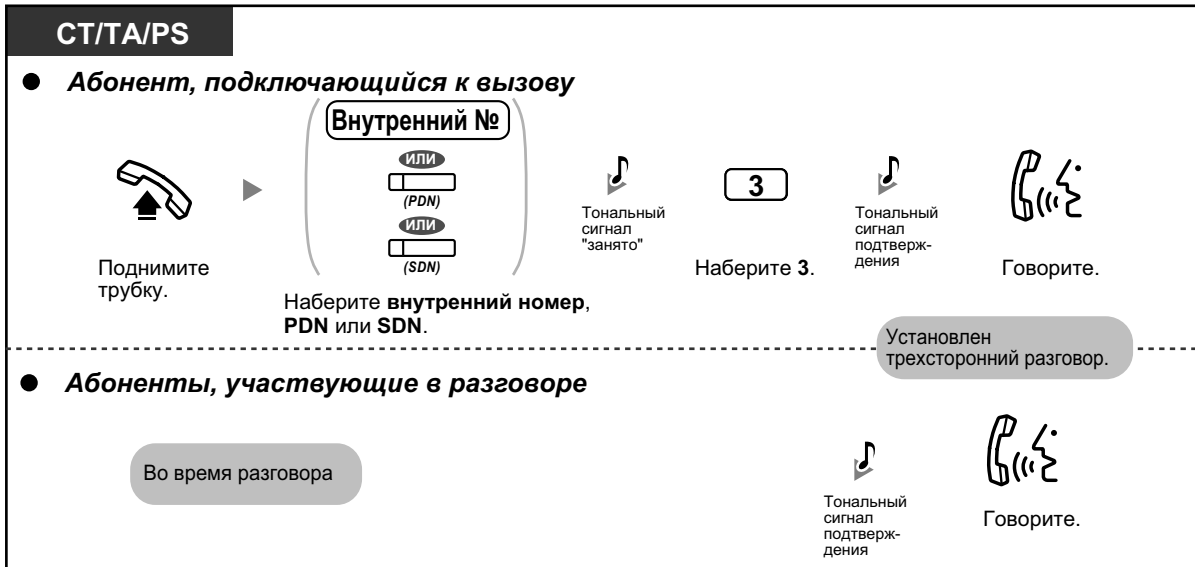 CT/TA/PS
Абонент, подключающийся к вызову
Внутренний №
или
(PDN)
или
(SDN)
Поднимите
трубку.
Наберите внутренний номер,
PDN или SDN.
Тональный
сигнал
"занято"
3
Наберите 3.
Тональный
сигнал
подтверж-
дения
Говорите.
Установлен
трехсторонний разговор.
Абоненты, участвующие в разговоре
Во время разговора
Тональный
сигнал
подтверж-
дения
Говорите.